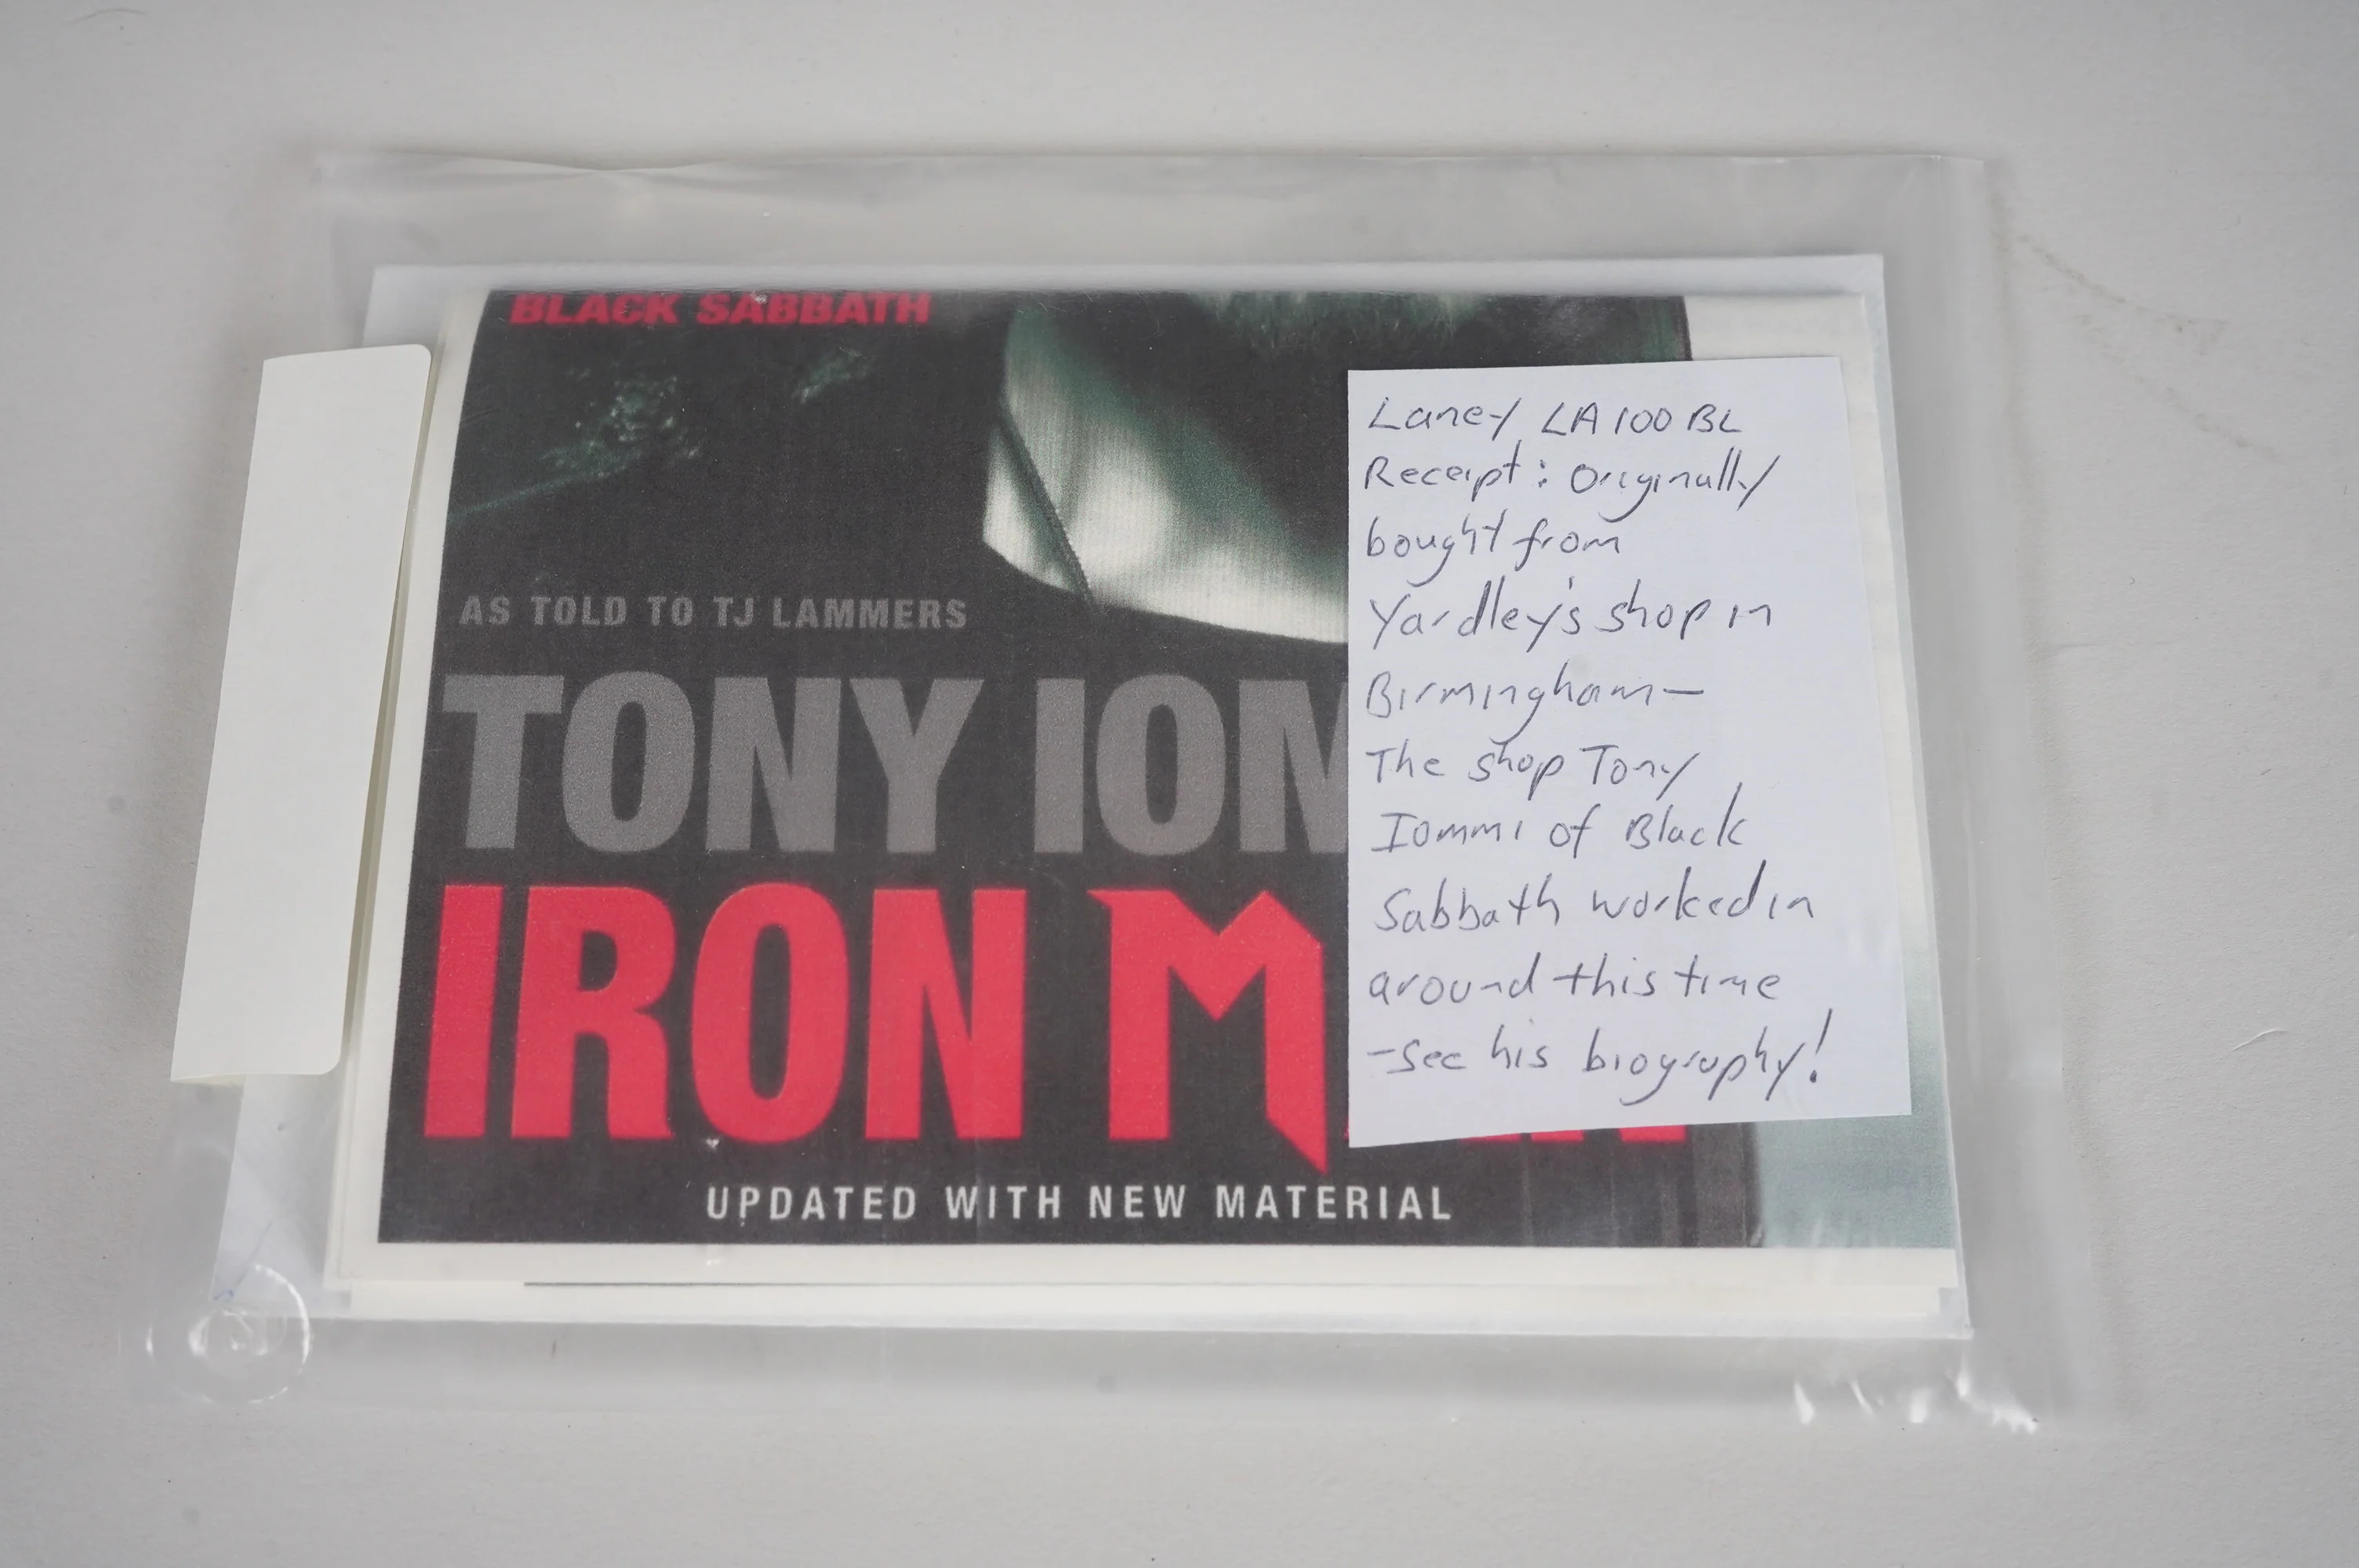 BLACK SABBATH
AS TOLD TO TJ LAMMERS
TONY IOM
IRON M
UPDATED WITH NEW MATERIAL
Laney LA100BL
Receipt: Originally
bought from
Yardley's shop in
Birmingham—
The shop Tony
Iommi of Black
Sabbath worked in
around this time
-see his biography!